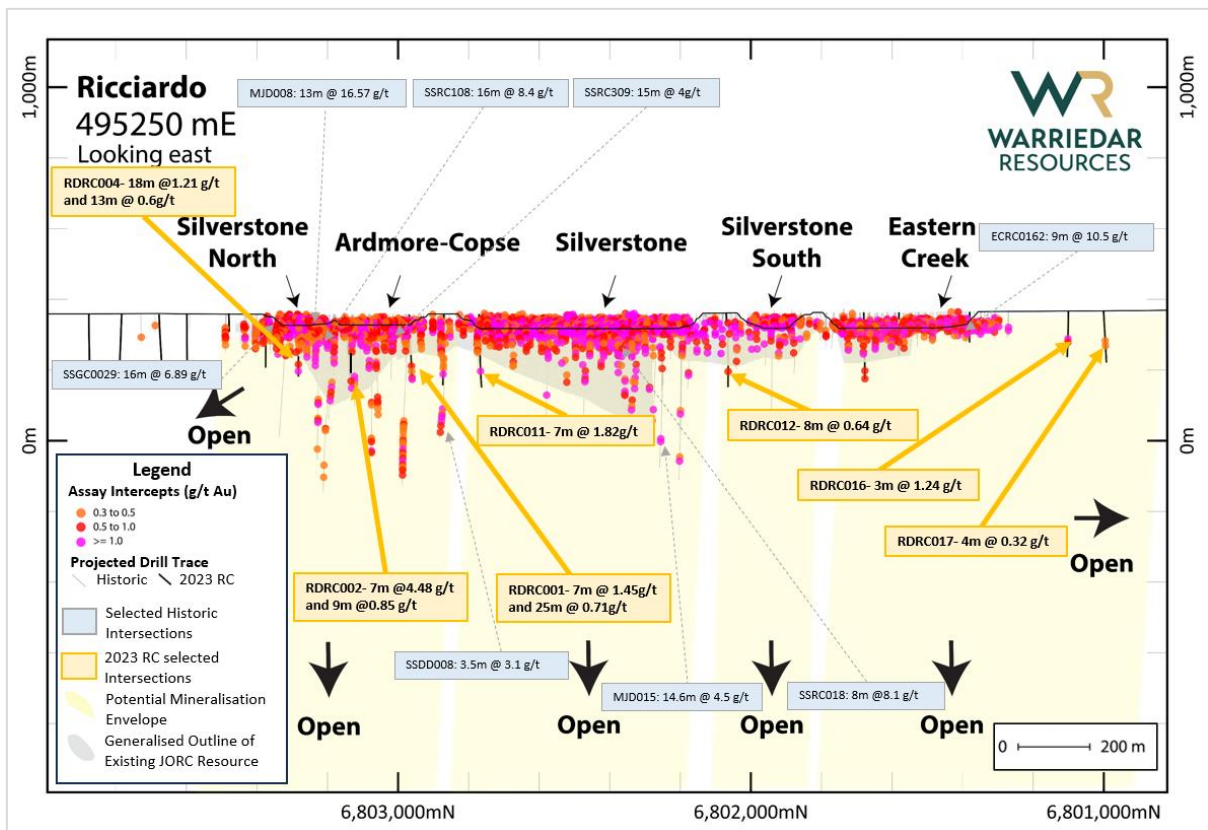 1,000m
1,000m
Ricciardo
495250 mE
Looking east
MJD008: 13m @ 16.57 g/t
SSRC108: 16m @ 8.4 g/t
SSRC309: 15m @ 4g/t
WR
WARRIEDAR
RESOURCES
RDRC004- 18m @1.21 g/t
and 13m @ 0.6g/t
Silverstone
North
Ardmore-Copse
Silverstone
Silverstone
South
Eastern
Creek
ECRC0162: 9m @ 10.5 g/t
SSGC0029: 16m @ 6.89 g/t
Open
RDRC011- 7m @ 1.82g/t
RDRC012- 8m @ 0.64 g/t
0m
0m
RDRC016- 3m @ 1.24 g/t
RDRC017- 4m @ 0.32 g/t
Open
Legend
Assay Intercepts (g/t Au)
0.3 to 0.5
0.5 to 1.0
>= 1.0
Projected Drill Trace
Historic
2023 RC
Selected Historic
Intersections
2023 RC selected
Intersections
Potential Mineralisation
Envelope
Generalised Outline of
Existing JORC Resource
RDRC002- 7m @4.48 g/t
and 9m @0.85 g/t
RDRC001- 7m @ 1.45g/t
and 25m @ 0.71g/t
SSDD008: 3.5m @ 3.1 g/t
MJD015: 14.6m @ 4.5 g/t
SSRC018: 8m @8.1 g/t
Open
Open
Open
Open
0
200 m
6,803,000mN
6,802,000mN
6,801,000mN